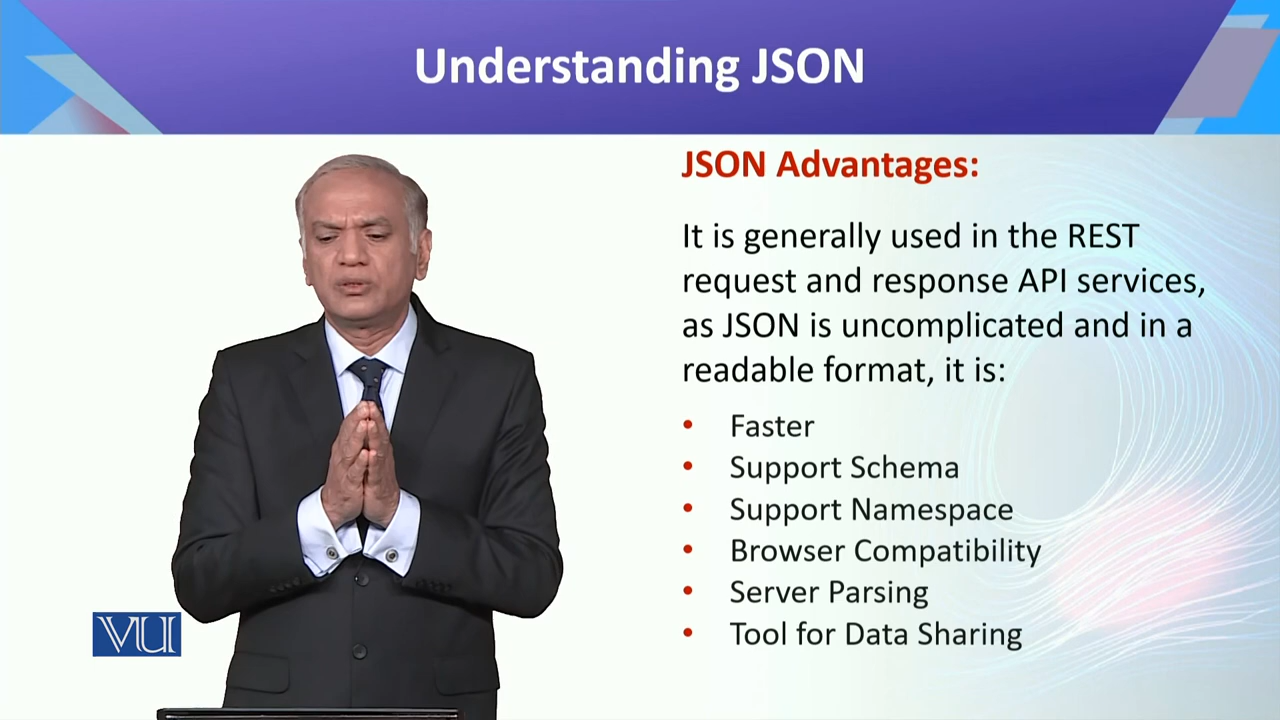 Understanding JSON
JSON Advantages:
It is generally used in the REST
request and response API services,
as JSON is uncomplicated and in a
readable format, it is:
• Faster
• Support Schema
• Support Namespace
• Browser Compatibility
• Server Parsing
• Tool for Data Sharing
VU